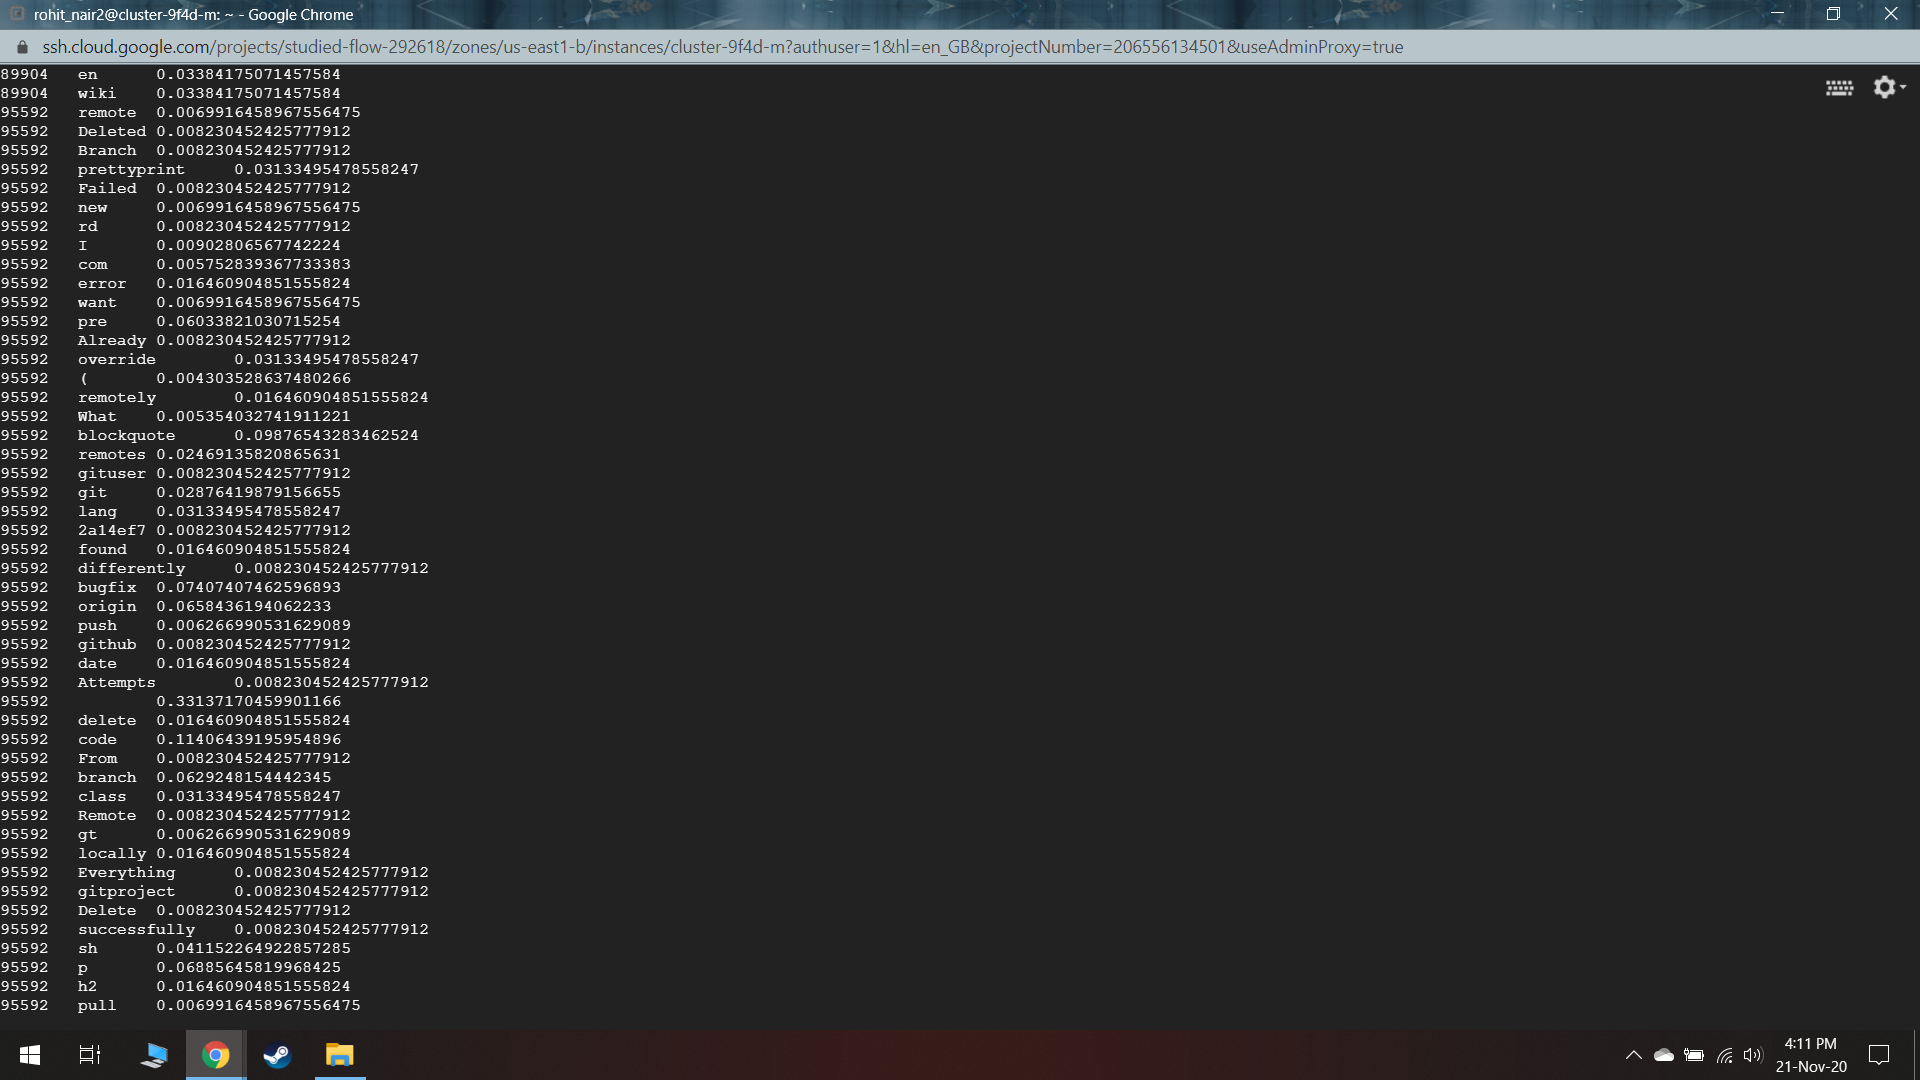 rohit_nair2@cluster-9f4d-m: ~ - Google Chrome
ssh.cloud.google.com/projects/studied-flow-292618/zones/us-east1-b/instances/cluster-9f4d-m?authuser=1&hl=en_GB&projectNumber=206556134501&useAdminProxy=true
89904 en 0.03384175071457584
89904 wiki 0.03384175071457584
95592 remote 0.0069916458967556475
95592 Deleted 0.008230452425777912
95592 Branch 0.008230452425777912
95592 prettyprint 0.03133495478558247
95592 Failed 0.008230452425777912
95592 new 0.0069916458967556475
95592 rd 0.008230452425777912
95592 I 0.00902806567742224
95592 com 0.005752839367733383
95592 error 0.016460904851555824
95592 want 0.0069916458967556475
95592 pre 0.06033821030715254
95592 Already 0.008230452425777912
95592 override 0.03133495478558247
95592 ( 0.004303528637480266
95592 remotely 0.016460904851555824
95592 What 0.005354032741911221
95592 blockquote 0.09876543283462524
95592 remotes 0.02469135820865631
95592 gituser 0.008230452425777912
95592 git 0.02876419879156655
95592 lang 0.03133495478558247
95592 2a14ef7 0.008230452425777912
95592 found 0.016460904851555824
95592 differently 0.008230452425777912
95592 bugfix 0.07407407462596893
95592 origin 0.0658436194062233
95592 push 0.006266990531629089
95592 github 0.008230452425777912
95592 date 0.016460904851555824
95592 Attempts 0.008230452425777912
95592 0.33137170459901166
95592 delete 0.016460904851555824
95592 code 0.11406439195954896
95592 From 0.008230452425777912
95592 branch 0.0629248154442345
95592 class 0.03133495478558247
95592 Remote 0.008230452425777912
95592 gt 0.006266990531629089
95592 locally 0.016460904851555824
95592 Everything 0.008230452425777912
95592 gitproject 0.008230452425777912
95592 Delete 0.008230452425777912
95592 successfully 0.008230452425777912
95592 sh 0.041152264922857285
95592 p 0.06885645819968425
95592 h2 0.016460904851555824
95592 pull 0.0069916458967556475
4:11 PM
21-Nov-20